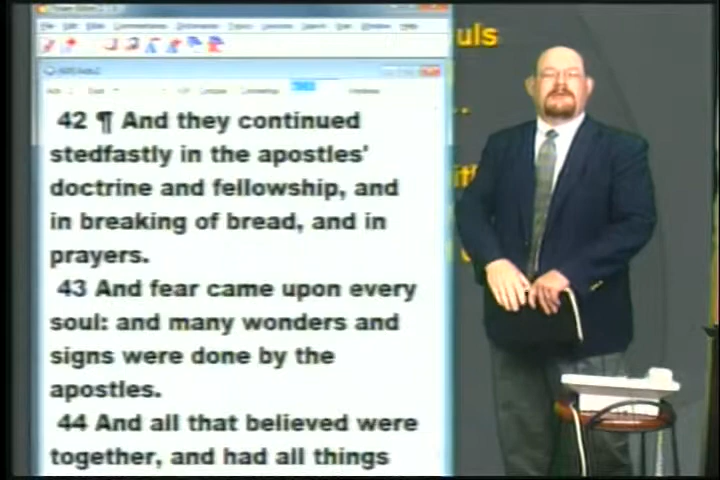 uls
42 ¶ And they continued
stedfastly in the apostles'
doctrine and fellowship, and
in breaking of bread, and in
prayers.
43 And fear came upon every
soul: and many wonders and
signs were done by the
apostles.
44 And all that believed were
together, and had all things